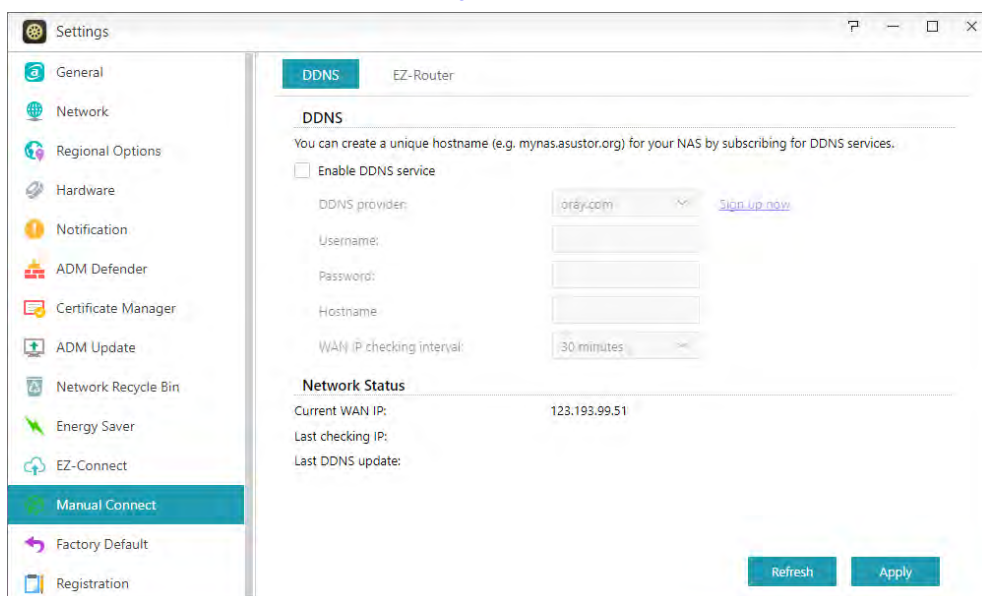 Settings
General
Network
Regional Options
Hardware
Notification
ADM Defender
Certificate Manager
ADM Update
Network Recycle Bin
Energy Saver
EZ-Connect
Manual Connect
Factory Default
Registration
DDNS EZ-Router
DDNS
You can create a unique hostname (e.g. mynas.asustor.org) for your NAS by subscribing for DDNS services.
Enable DDNS service
DDNS provider: oray.com Sign up now
Username:
Password:
Hostname
WAN IP checking interval: 30 minutes
Network Status
Current WAN IP: 123.193.99.51
Last checking IP:
Last DDNS update:
Refresh Apply